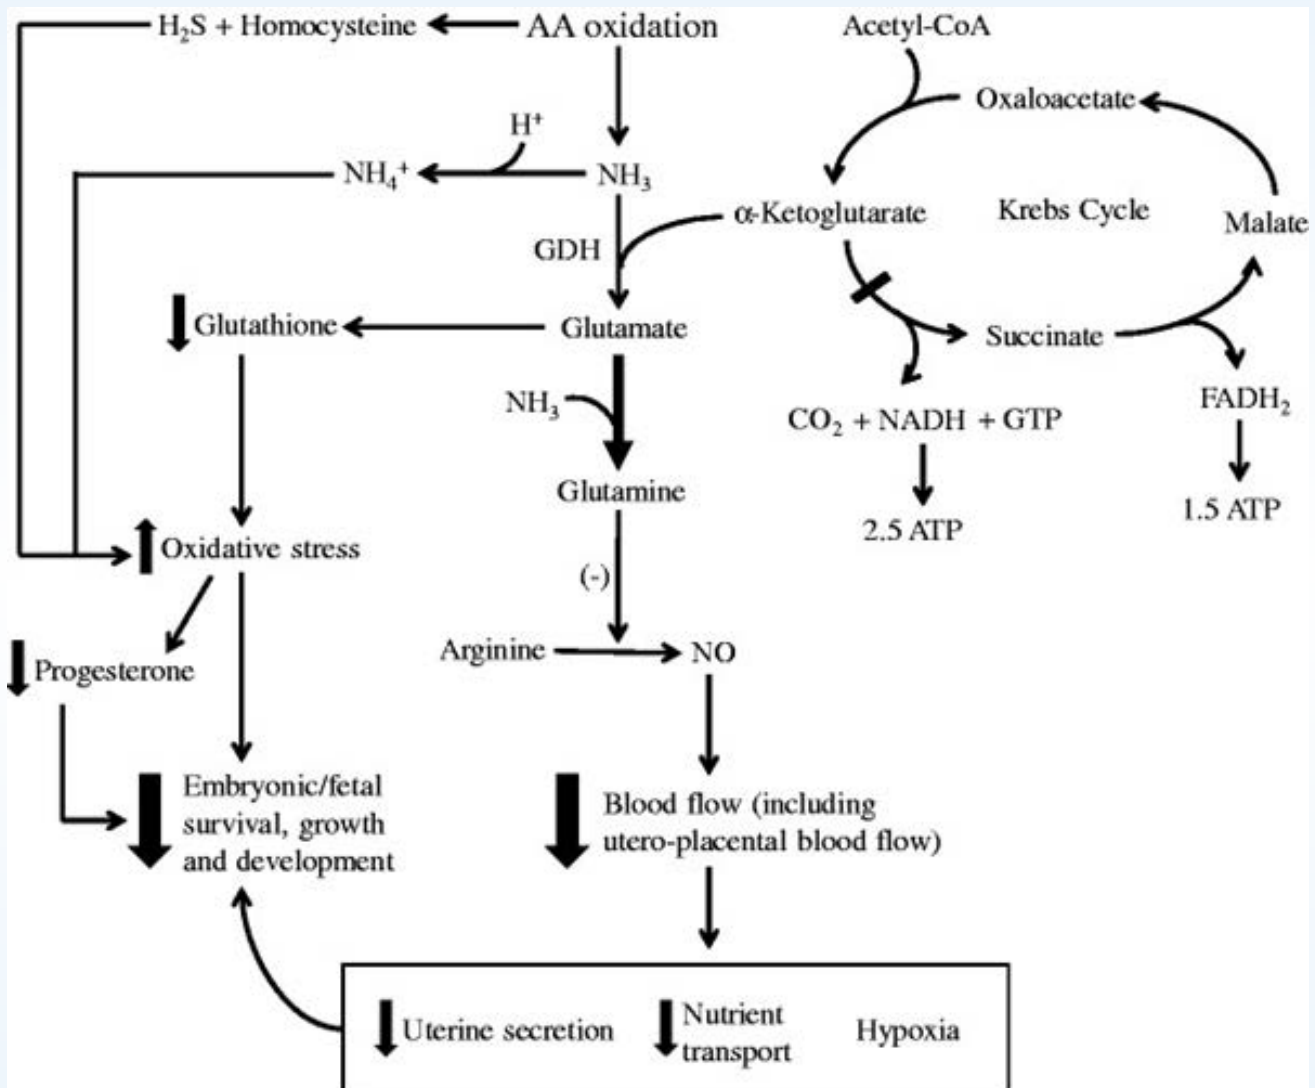 H₂S + Homocysteine
AA oxidation
Acetyl-CoA
Oxaloacetate
H⁺
NH₄⁺
NH₃
α-Ketoglutarate
Krebs Cycle
Malate
GDH
Glutathione
Glutamate
Succinate
NH₃
CO₂ + NADH + GTP
FADH₂
Glutamine
2.5 ATP
1.5 ATP
Oxidative stress
(-)
Arginine
NO
Progesterone
Embryonic/fetal
survival, growth
and development
Blood flow (including
utero-placental blood flow)
Uterine secretion
Nutrient
transport
Hypoxia